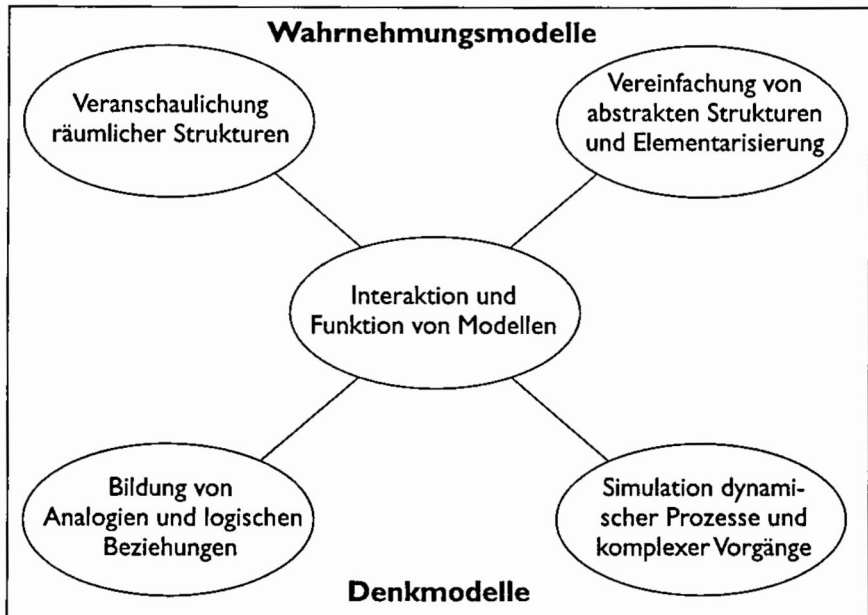 Wahrnehmungsmodelle
Veranschaulichung
räumlicher Strukturen
Vereinfachung von
abstrakten Strukturen
und Elementarisierung
Interaktion und
Funktion von Modellen
Bildung von
Analogien und logischen
Beziehungen
Simulation dynami-
scher Prozesse und
komplexer Vorgänge
Denkmodelle